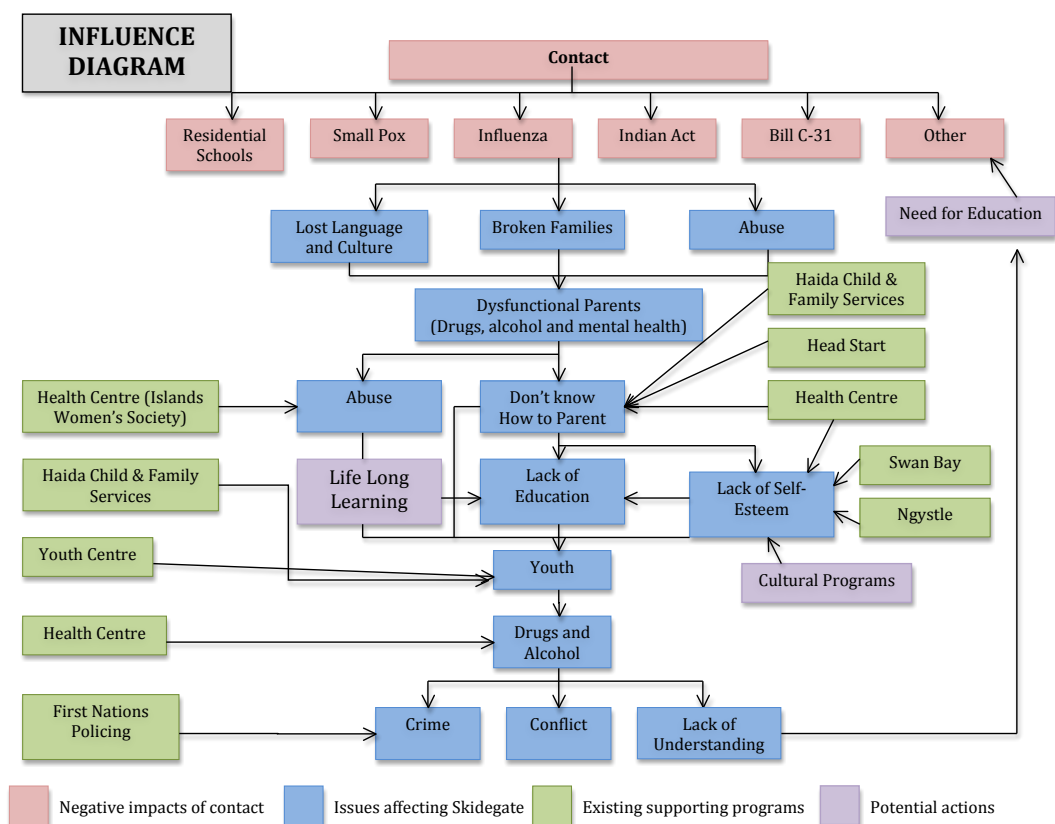 INFLUENCE
DIAGRAM
Contact
Residential
Schools
Small Pox
Influenza
Indian Act
Bill C-31
Other
Need for Education
Lost Language
and Culture
Broken Families
Abuse
Haida Child &
Family Services
Dysfunctional Parents
(Drugs, alcohol and mental health)
Head Start
Health Centre (Islands
Women's Society)
Abuse
Don't know
How to Parent
Health Centre
Haida Child & Family
Services
Life Long
Learning
Lack of
Education
Lack of Self-
Esteem
Swan Bay
Ngystle
Youth Centre
Youth
Cultural Programs
Health Centre
Drugs and
Alcohol
First Nations
Policing
Crime
Conflict
Lack of
Understanding
Negative impacts of contact
Issues affecting Skidegate
Existing supporting programs
Potential actions